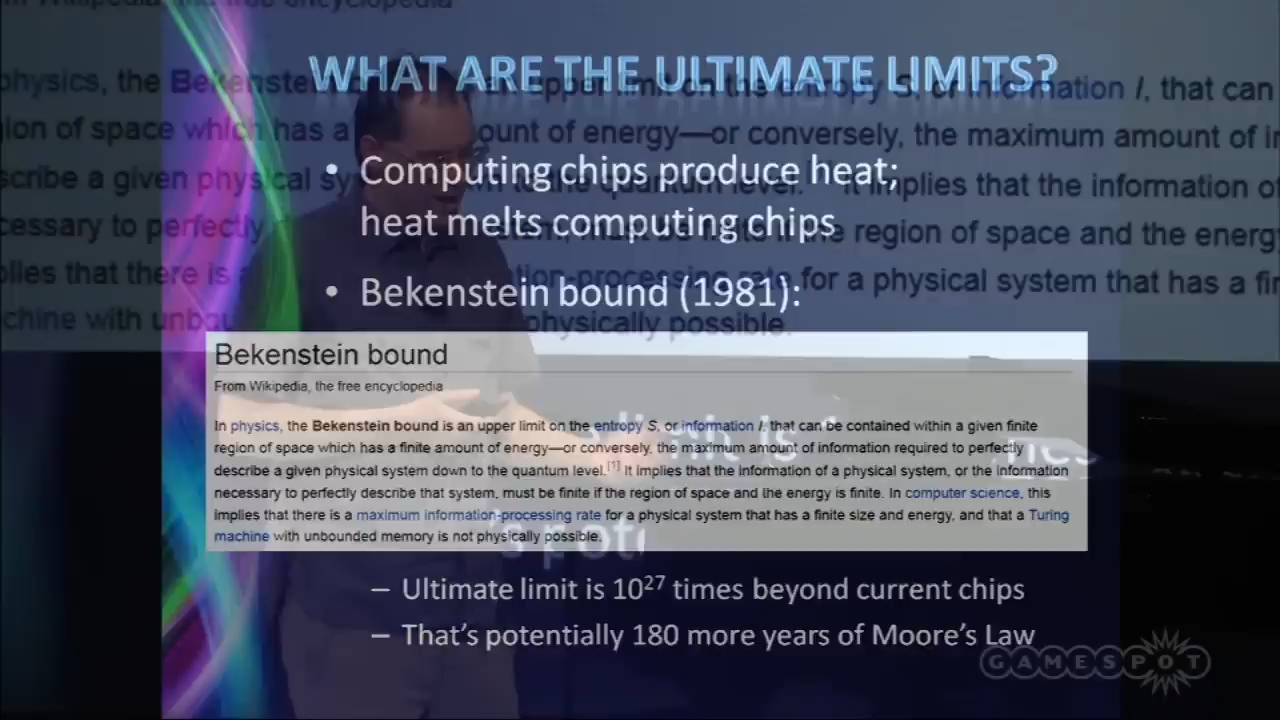 WHAT ARE THE ULTIMATE LIMITS?
• Computing chips produce heat;
heat melts computing chips
• Bekenstein bound (1981):
Bekenstein bound
From Wikipedia, the free encyclopedia
In physics, the Bekenstein bound is an upper limit on the entropy S, or information I, that can be contained within a given finite
region of space which has a finite amount of energy—or conversely, the maximum amount of information required to perfectly
describe a given physical system down to the quantum level.[1] It implies that the information of a physical system, or the information
necessary to perfectly describe that system, must be finite if the region of space and the energy is finite. In computer science, this
implies that there is a maximum information-processing rate for a physical system that has a finite size and energy, and that a Turing
machine with unbounded memory is not physically possible.
– Ultimate limit is 10²⁷ times beyond current chips
– That's potentially 180 more years of Moore's Law
GAMESPOT